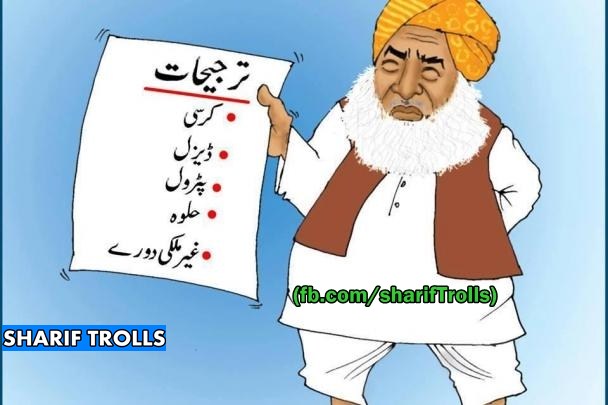 ترجیحات
کرسی
ڈیزل
پٹرول
حلوہ
غیر ملکی دورے
(fb.com/sharifTrolls)
SHARIF TROLLS